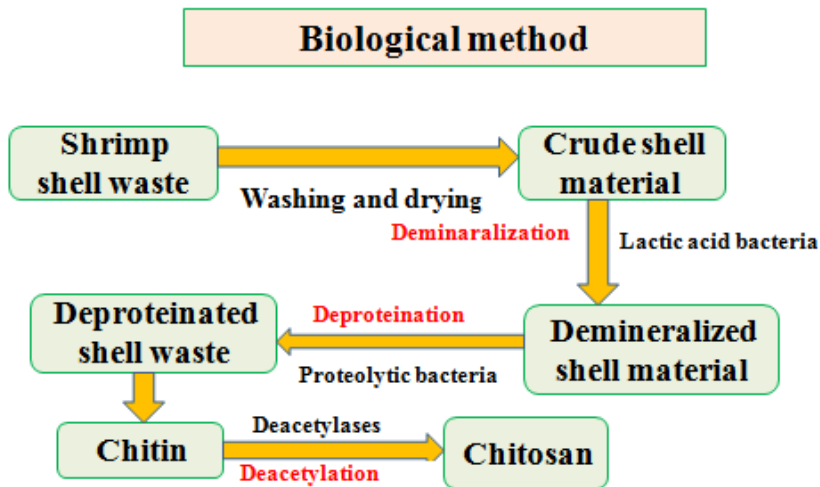 Biological method
Shrimp
shell waste
Washing and drying
Crude shell
material
Deminaralization
Lactic acid bacteria
Demineralized
shell material
Deproteination
Proteolytic bacteria
Deproteinated
shell waste
Chitin
Deacetylases
Deacetylation
Chitosan